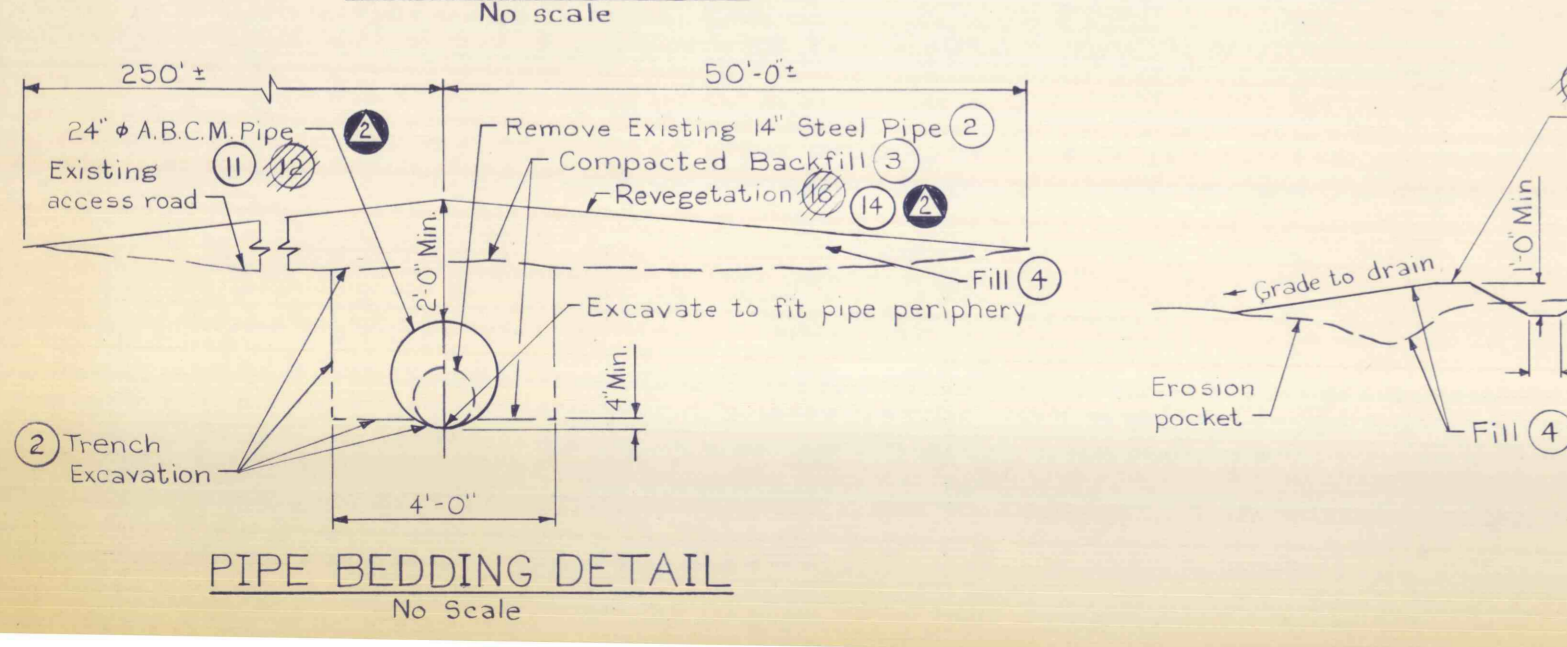 No scale
250' ±
50'-0" ±
24" φ A.B.C.M. Pipe 2
11 12
Existing
access road
Remove Existing 14" Steel Pipe 2
Compacted Backfill 3
Revegetation 16 14 2
2'-0" Min.
Fill 4
Excavate to fit pipe periphery
4" Min.
2 Trench
Excavation
4'-0"
PIPE BEDDING DETAIL
No Scale
1'-0" Min
Grade to drain
Erosion
pocket
Fill 4